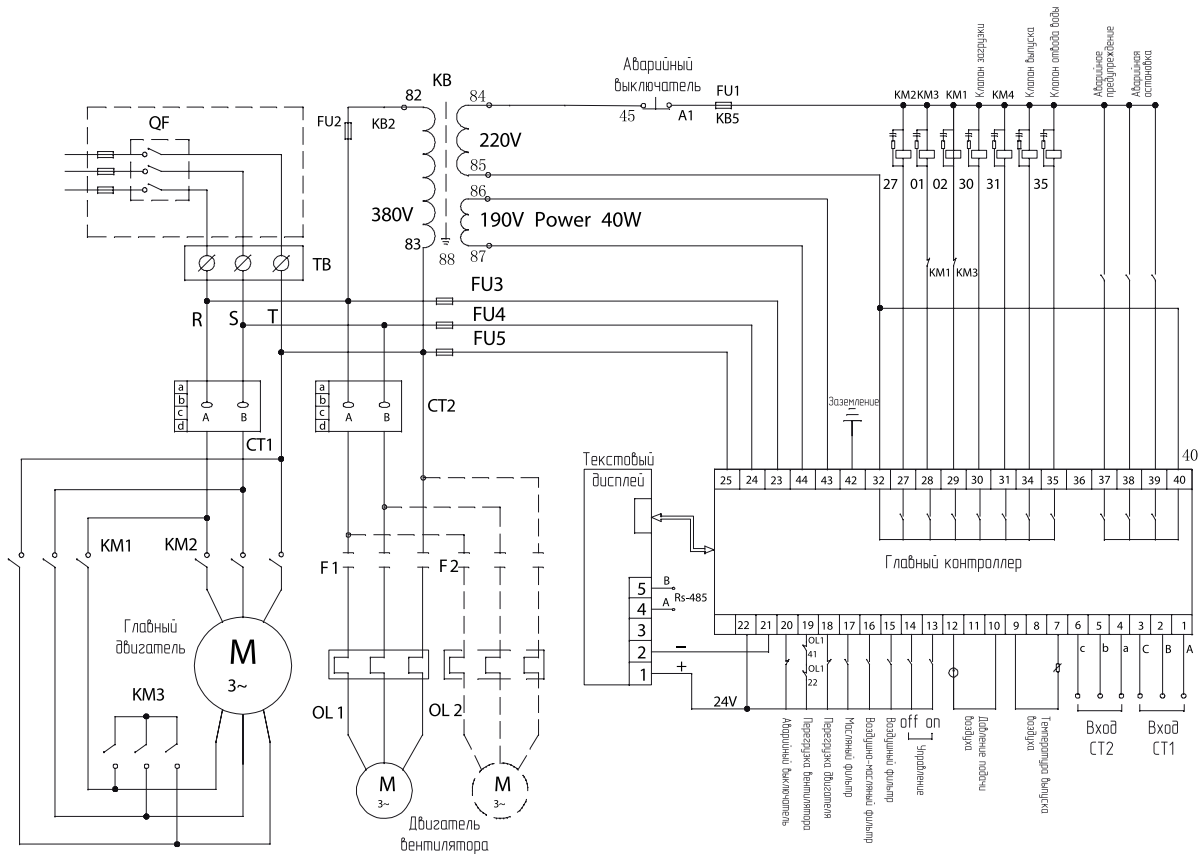 QF
TB
R
S
T
FU2
82
KB2
KB
380V
83
88
84
220V
85
86
190V Power 40W
87
45
Аварийный
выключатель
A1
FU1
KB5
KM2
KM3
KM1
Клапан загрузки
KM4
Клапан выпуска
Клапан отвода воды
Аварийное
предупреждение
Аварийная
остановка
27
01
02
30
31
35
KM1
KM3
FU3
FU4
FU5
a
b
c
d
A
B
CT1
a
b
c
d
A
B
CT2
Заземление
40
Текстовый
дисплей
25
24
23
44
43
42
32
27
28
29
30
31
34
35
36
37
38
39
40
Главный контроллер
5
4
3
2
1
B
A
Rs-485
−
+
24V
22
21
20
19
18
17
16
15
14
13
12
11
10
9
8
7
6
5
4
3
2
1
OL1
41
OL1
22
c
b
a
C
B
A
Аварийный выключатель
Перегрузка вентилятора
Перегрузка двигателя
Масляный фильтр
Воздушно-масляный фильтр
Воздушный фильтр
off on
Управление
Давление подачи
воздуха
Температура выпуска
воздуха
Вход
CT2
Вход
CT1
KM1
KM2
F1
F2
Главный
двигатель
M
3~
KM3
OL1
OL2
M
3~
M
3~
Двигатель
вентилятора